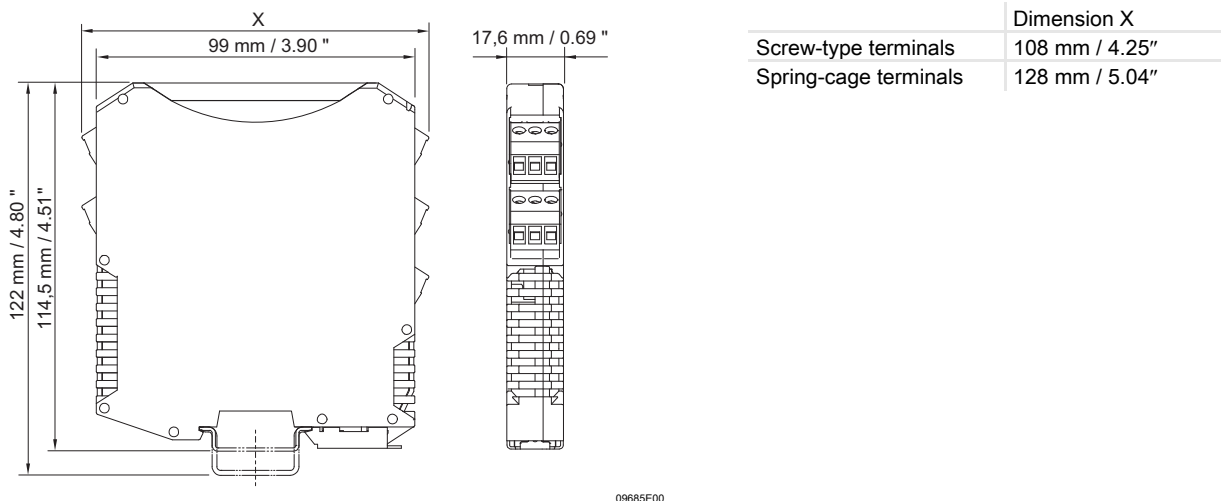 X
99 mm / 3.90 "
17,6 mm / 0.69 "
122 mm / 4.80 "
114,5 mm / 4.51"
Dimension X
Screw-type terminals 108 mm / 4.25″
Spring-cage terminals 128 mm / 5.04″
09685E00